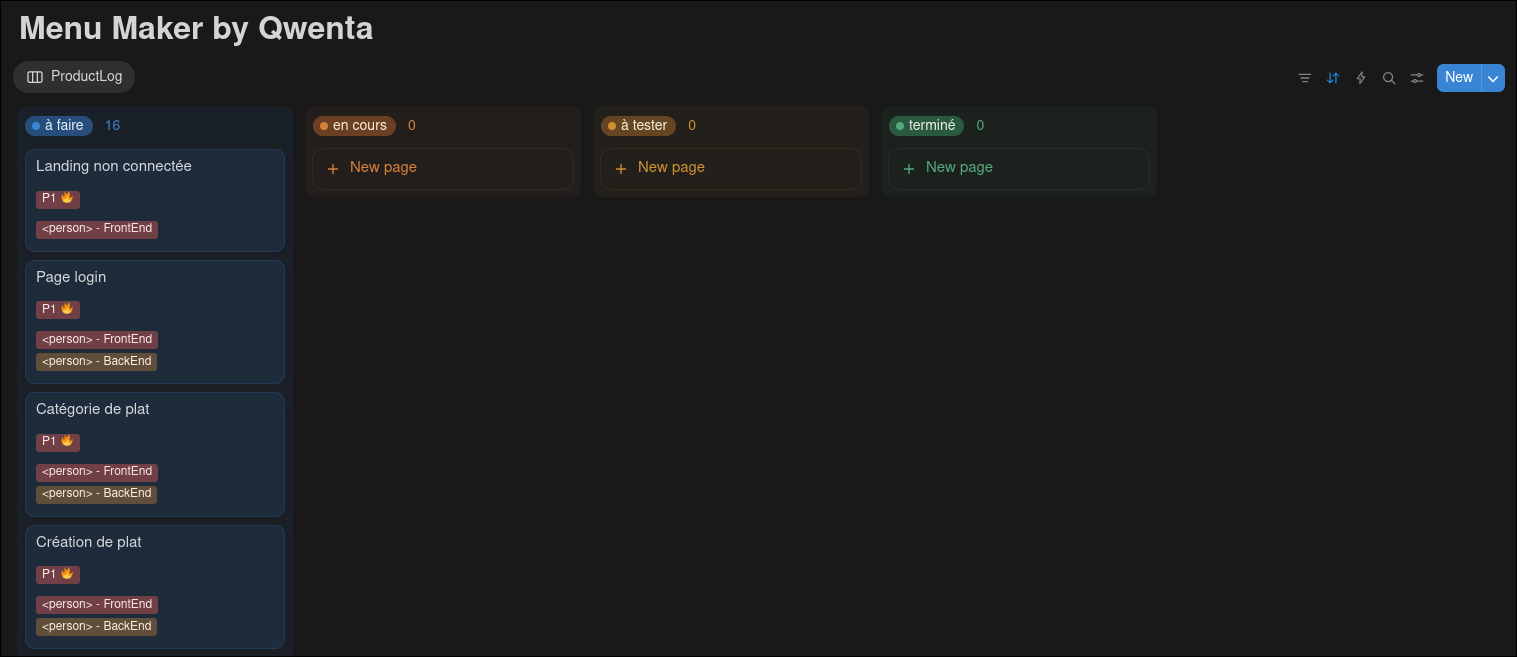 Menu Maker by Qwenta
ProductLog
New
à faire 16
Landing non connectée
P1 🔥
<person> - FrontEnd
Page login
P1 🔥
<person> - FrontEnd
<person> - BackEnd
Catégorie de plat
P1 🔥
<person> - FrontEnd
<person> - BackEnd
Création de plat
P1 🔥
<person> - FrontEnd
<person> - BackEnd
en cours 0
+ New page
à tester 0
+ New page
terminé 0
+ New page